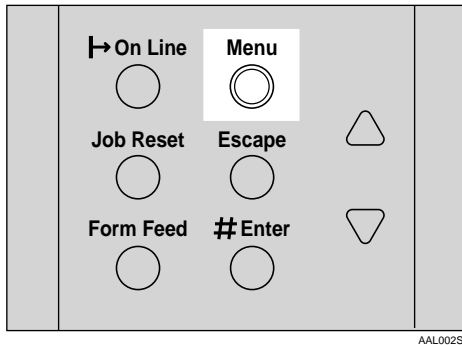 On Line Menu
Job Reset Escape
Form Feed # Enter
AAL002S